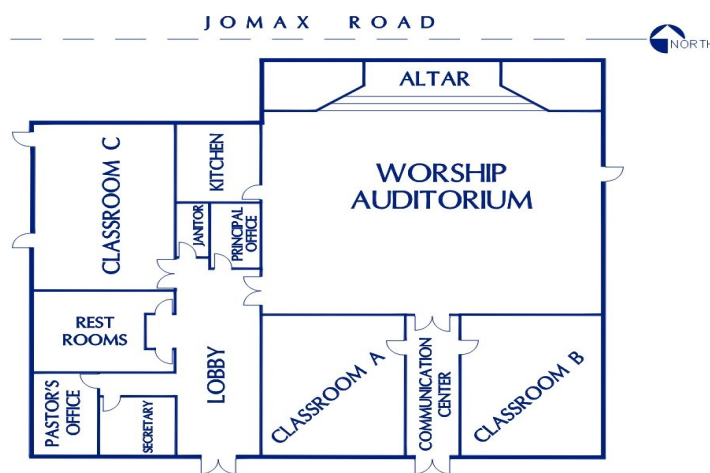 JOMAX ROAD
NORTH
ALTAR
WORSHIP
AUDITORIUM
CLASSROOM C
KITCHEN
JANITOR
PRINCIPAL
OFFICE
REST
ROOMS
LOBBY
PASTOR'S
OFFICE
SECRETARY
CLASSROOM A
COMMUNICATION
CENTER
CLASSROOM B